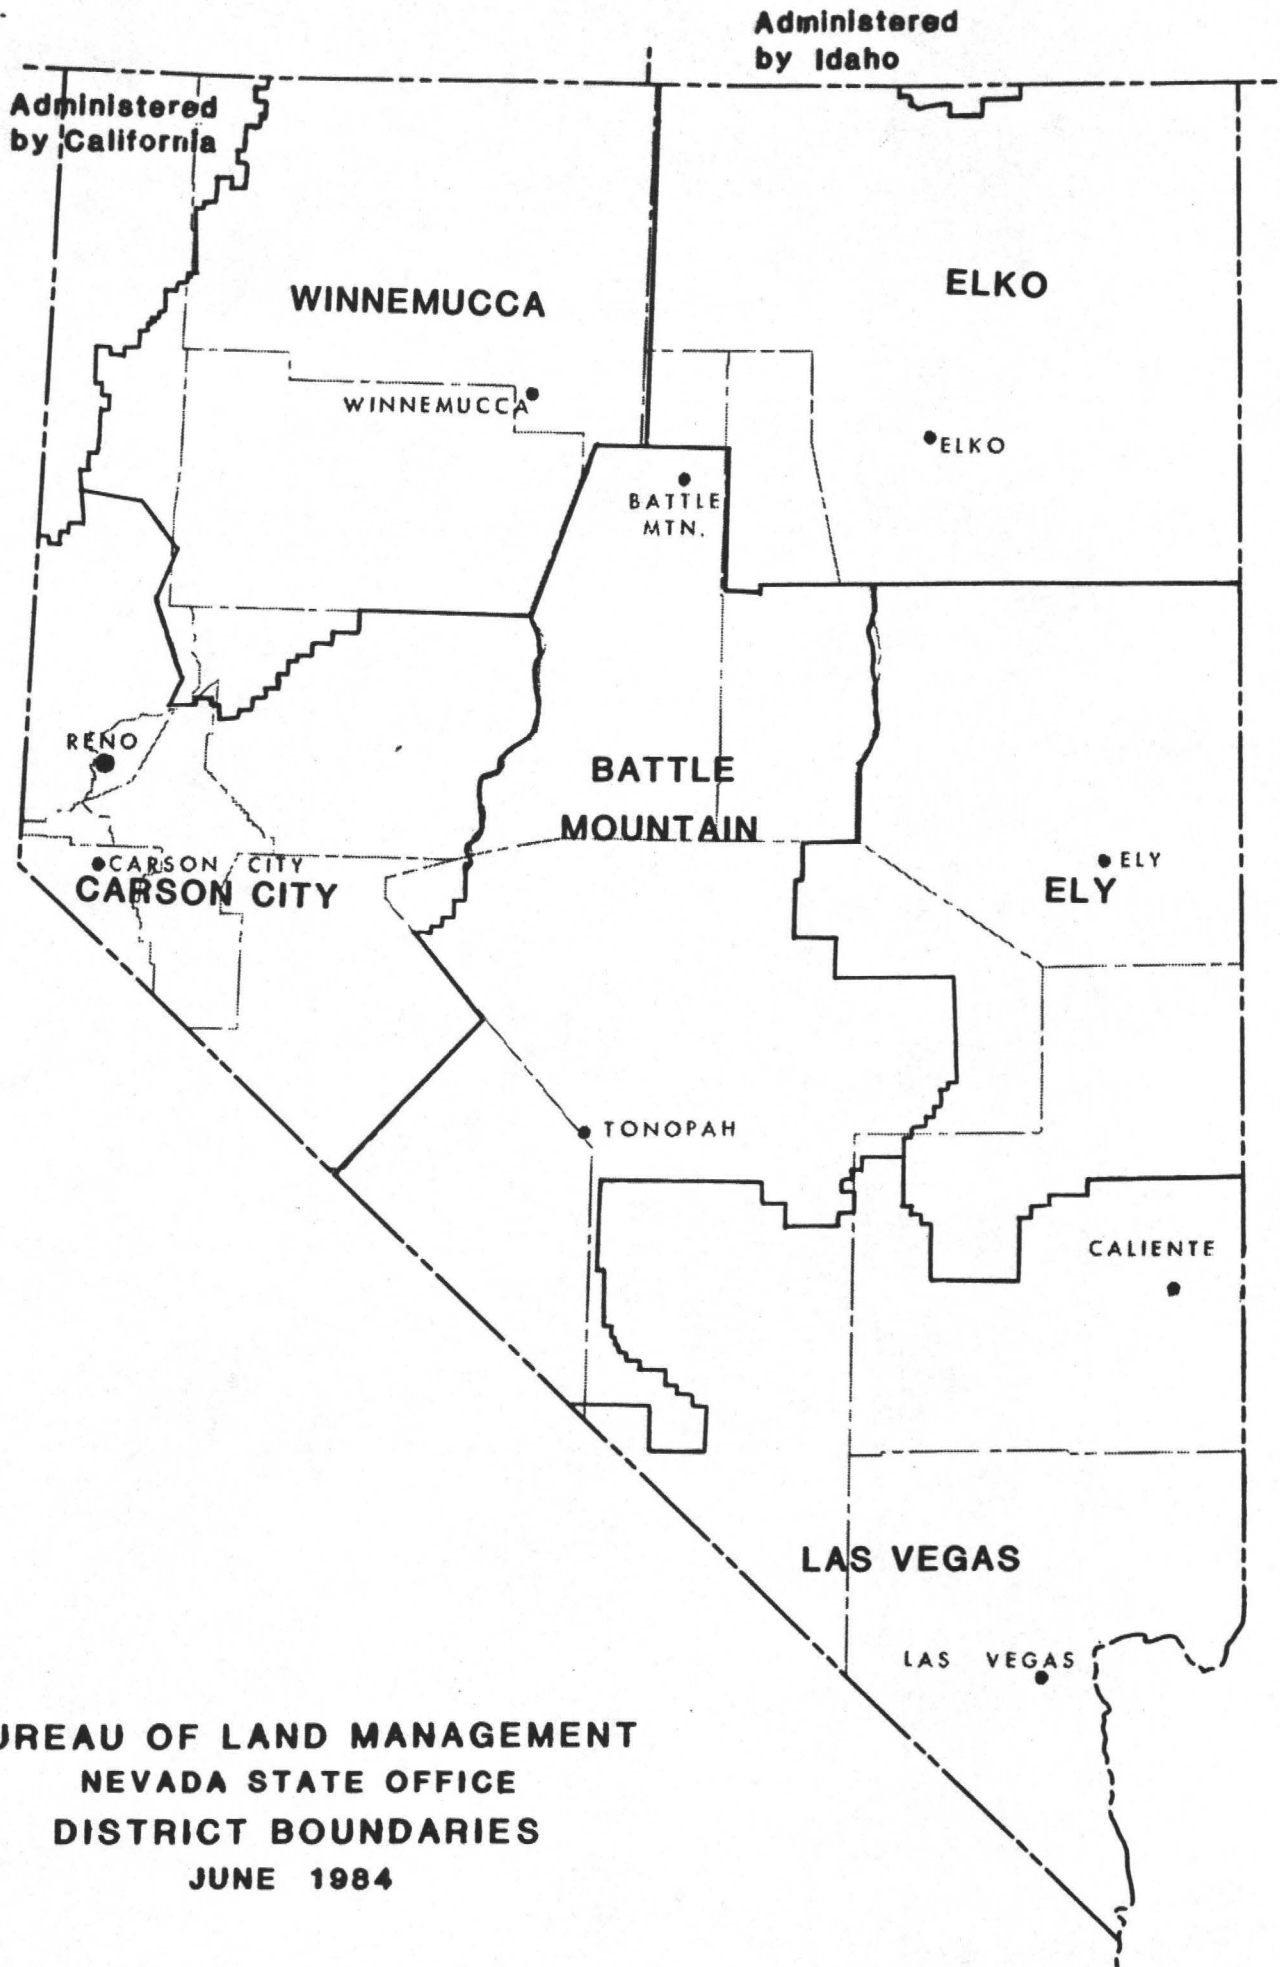 Administered
by Idaho
Administered
by California
WINNEMUCCA
ELKO
WINNEMUCCA
ELKO
BATTLE
MTN.
RENO
BATTLE
MOUNTAIN
CARSON CITY
CARSON CITY
ELY
ELY
TONOPAH
CALIENTE
LAS VEGAS
LAS VEGAS
UREAU OF LAND MANAGEMENT
NEVADA STATE OFFICE
DISTRICT BOUNDARIES
JUNE 1984